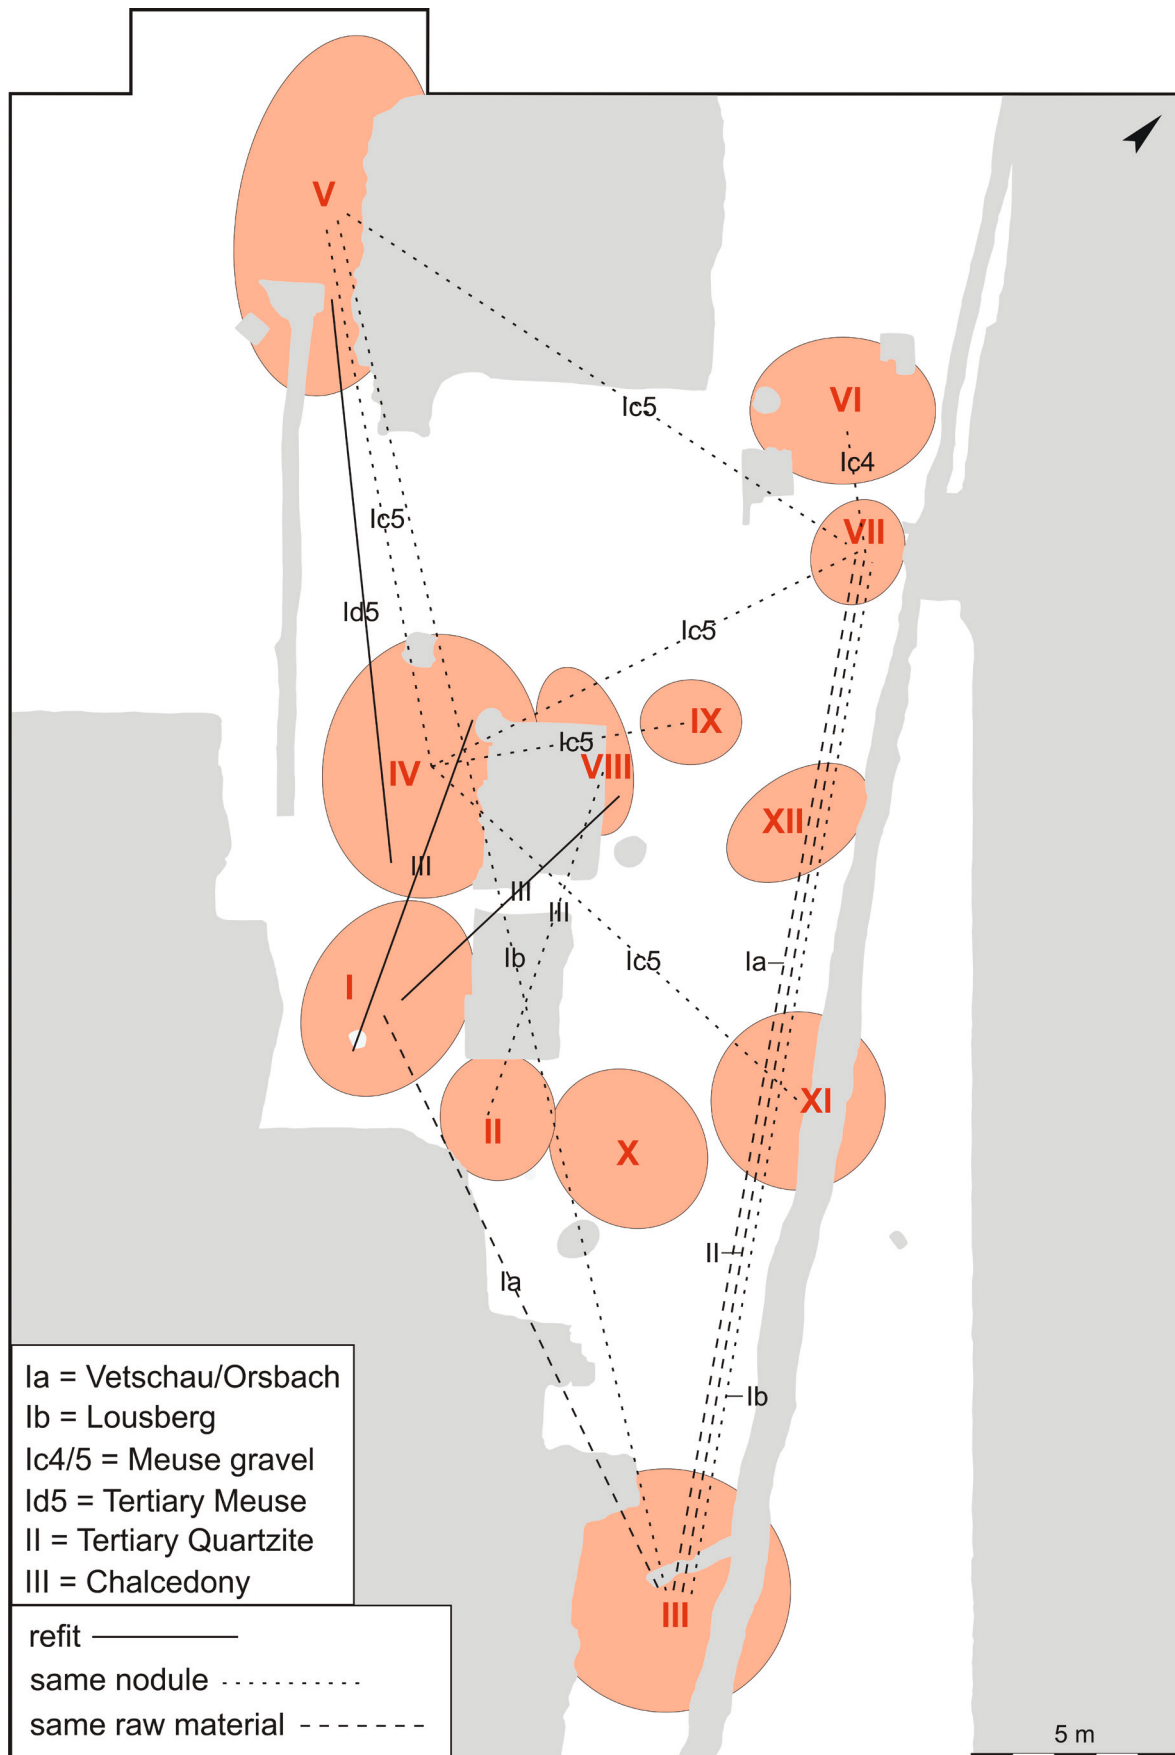 V
Ic5
VI
Ic4
VII
Ic5
Id5
Ic5
IX
Ic5
VIII
IV
XII
III
III
III
Ib
Ic5
Ia
I
XI
II
X
II
Ia
Ib
III
Ia = Vetschau/Orsbach
Ib = Lousberg
Ic4/5 = Meuse gravel
Id5 = Tertiary Meuse
II = Tertiary Quartzite
III = Chalcedony
refit
same nodule
same raw material
5 m